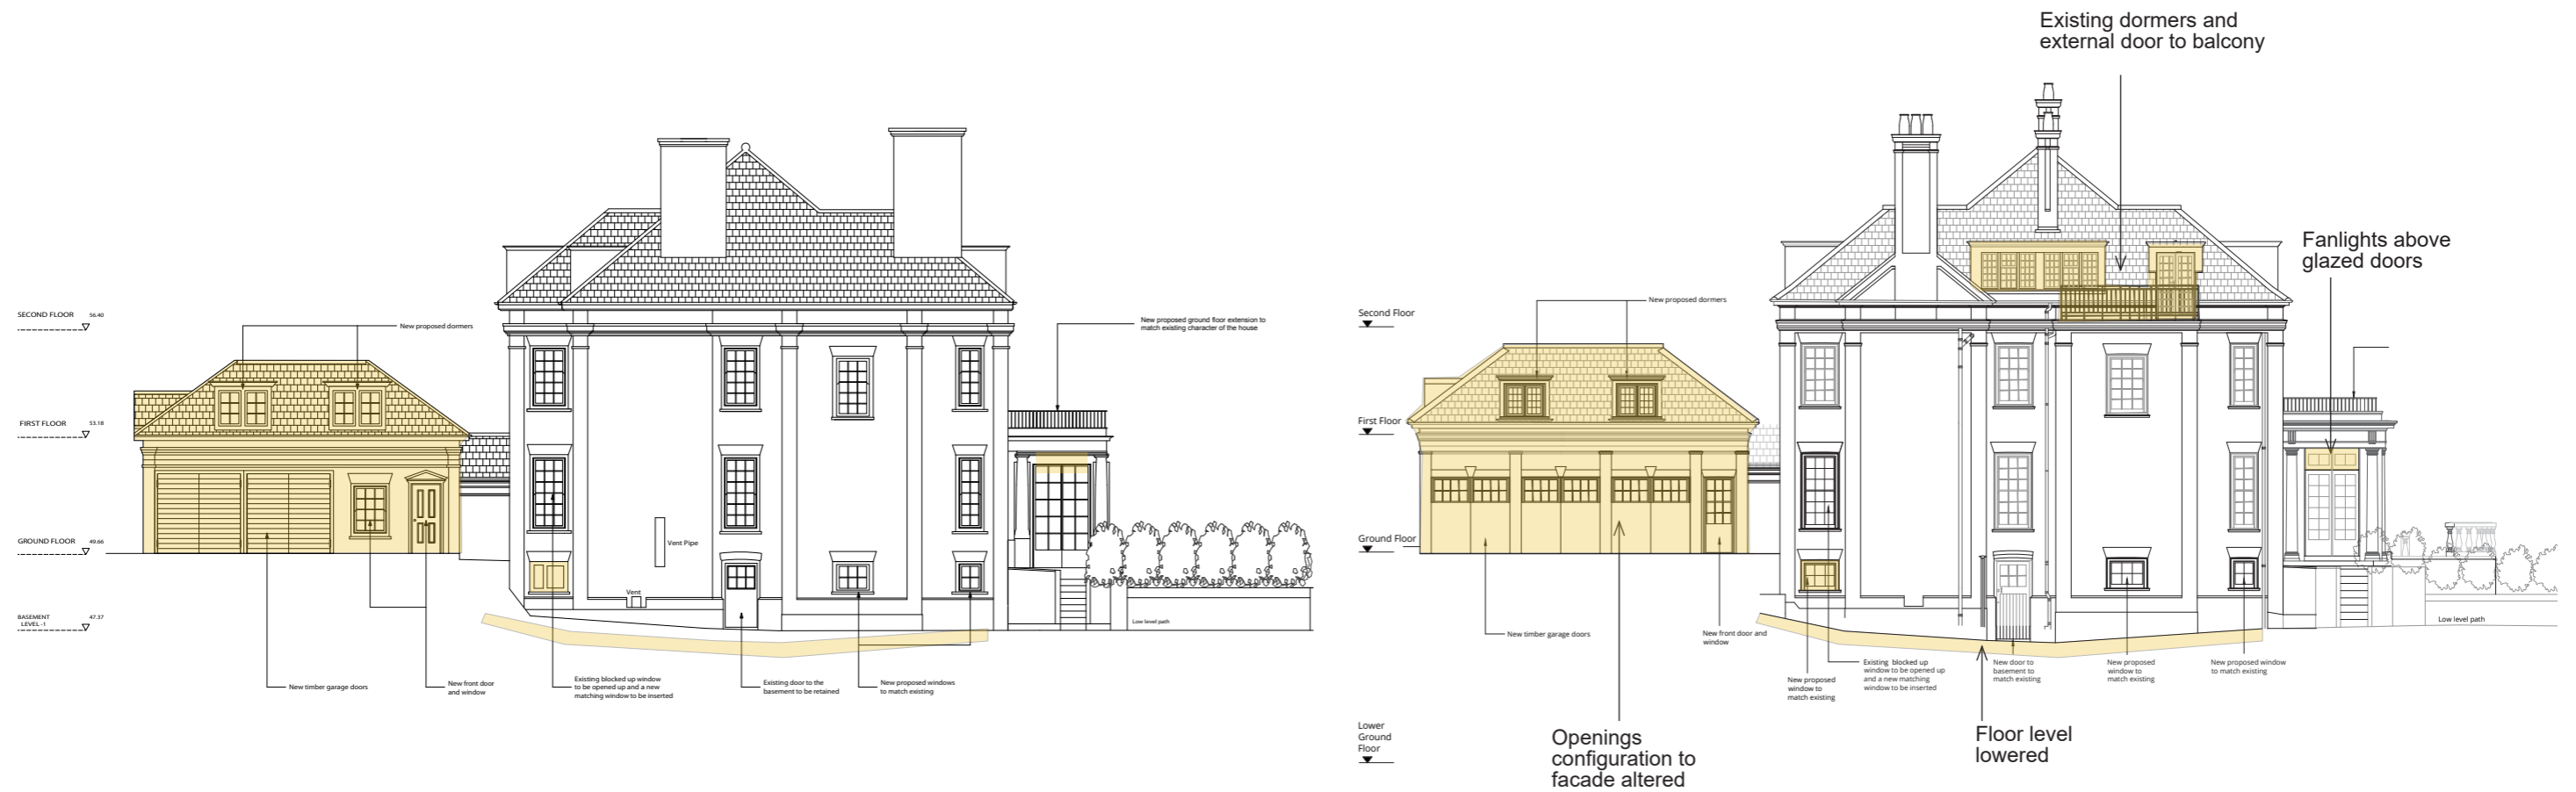 SECOND FLOOR 56.40
FIRST FLOOR 53.18
GROUND FLOOR 49.66
BASEMENT 47.37
LEVEL -1
New proposed dormers
New proposed ground floor extension to
match existing character of the house
Vent Pipe
Vent
Low level path
New timber garage doors
New front door
and window
Existing blocked up window
to be opened up and a new
matching window to be inserted
Existing door to the
basement to be retained
New proposed windows
to match existing
Existing dormers and
external door to balcony
Fanlights above
glazed doors
Second Floor
First Floor
Ground Floor
Lower
Ground
Floor
New proposed dormers
New timber garage doors
New front door and
window
Openings
configuration to
facade altered
New proposed
window to
match existing
Existing blocked up
window to be opened up
and a new matching
window to be inserted
New door to
basement to
match existing
New proposed
window to
match existing
New proposed window
to match existing
Low level path
Floor level
lowered